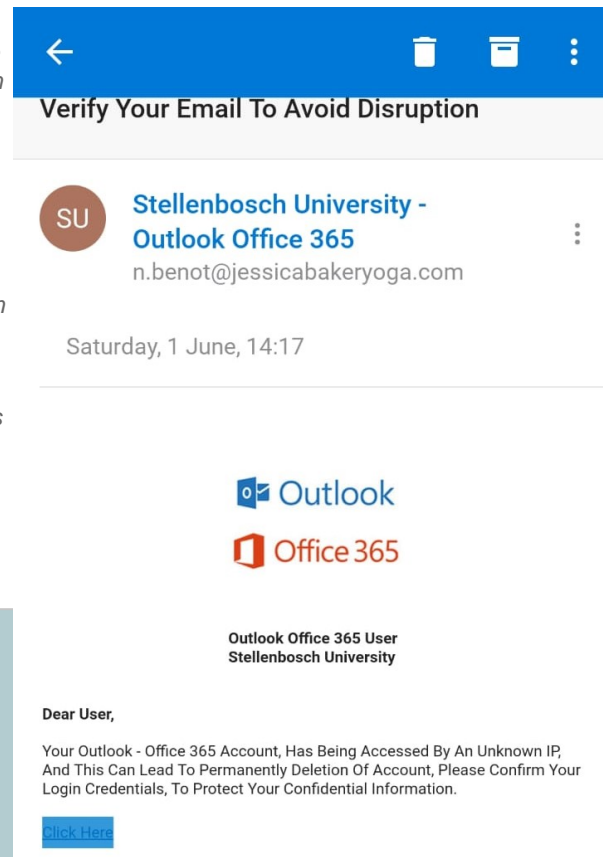 Verify Your Email To Avoid Disruption
SU
Stellenbosch University -
Outlook Office 365
n.benot@jessicabakeryoga.com
Saturday, 1 June, 14:17
Outlook
Office 365
Outlook Office 365 User
Stellenbosch University
Dear User,
Your Outlook - Office 365 Account, Has Being Accessed By An Unknown IP,
And This Can Lead To Permanently Deletion Of Account, Please Confirm Your
Login Credentials, To Protect Your Confidential Information.
Click Here